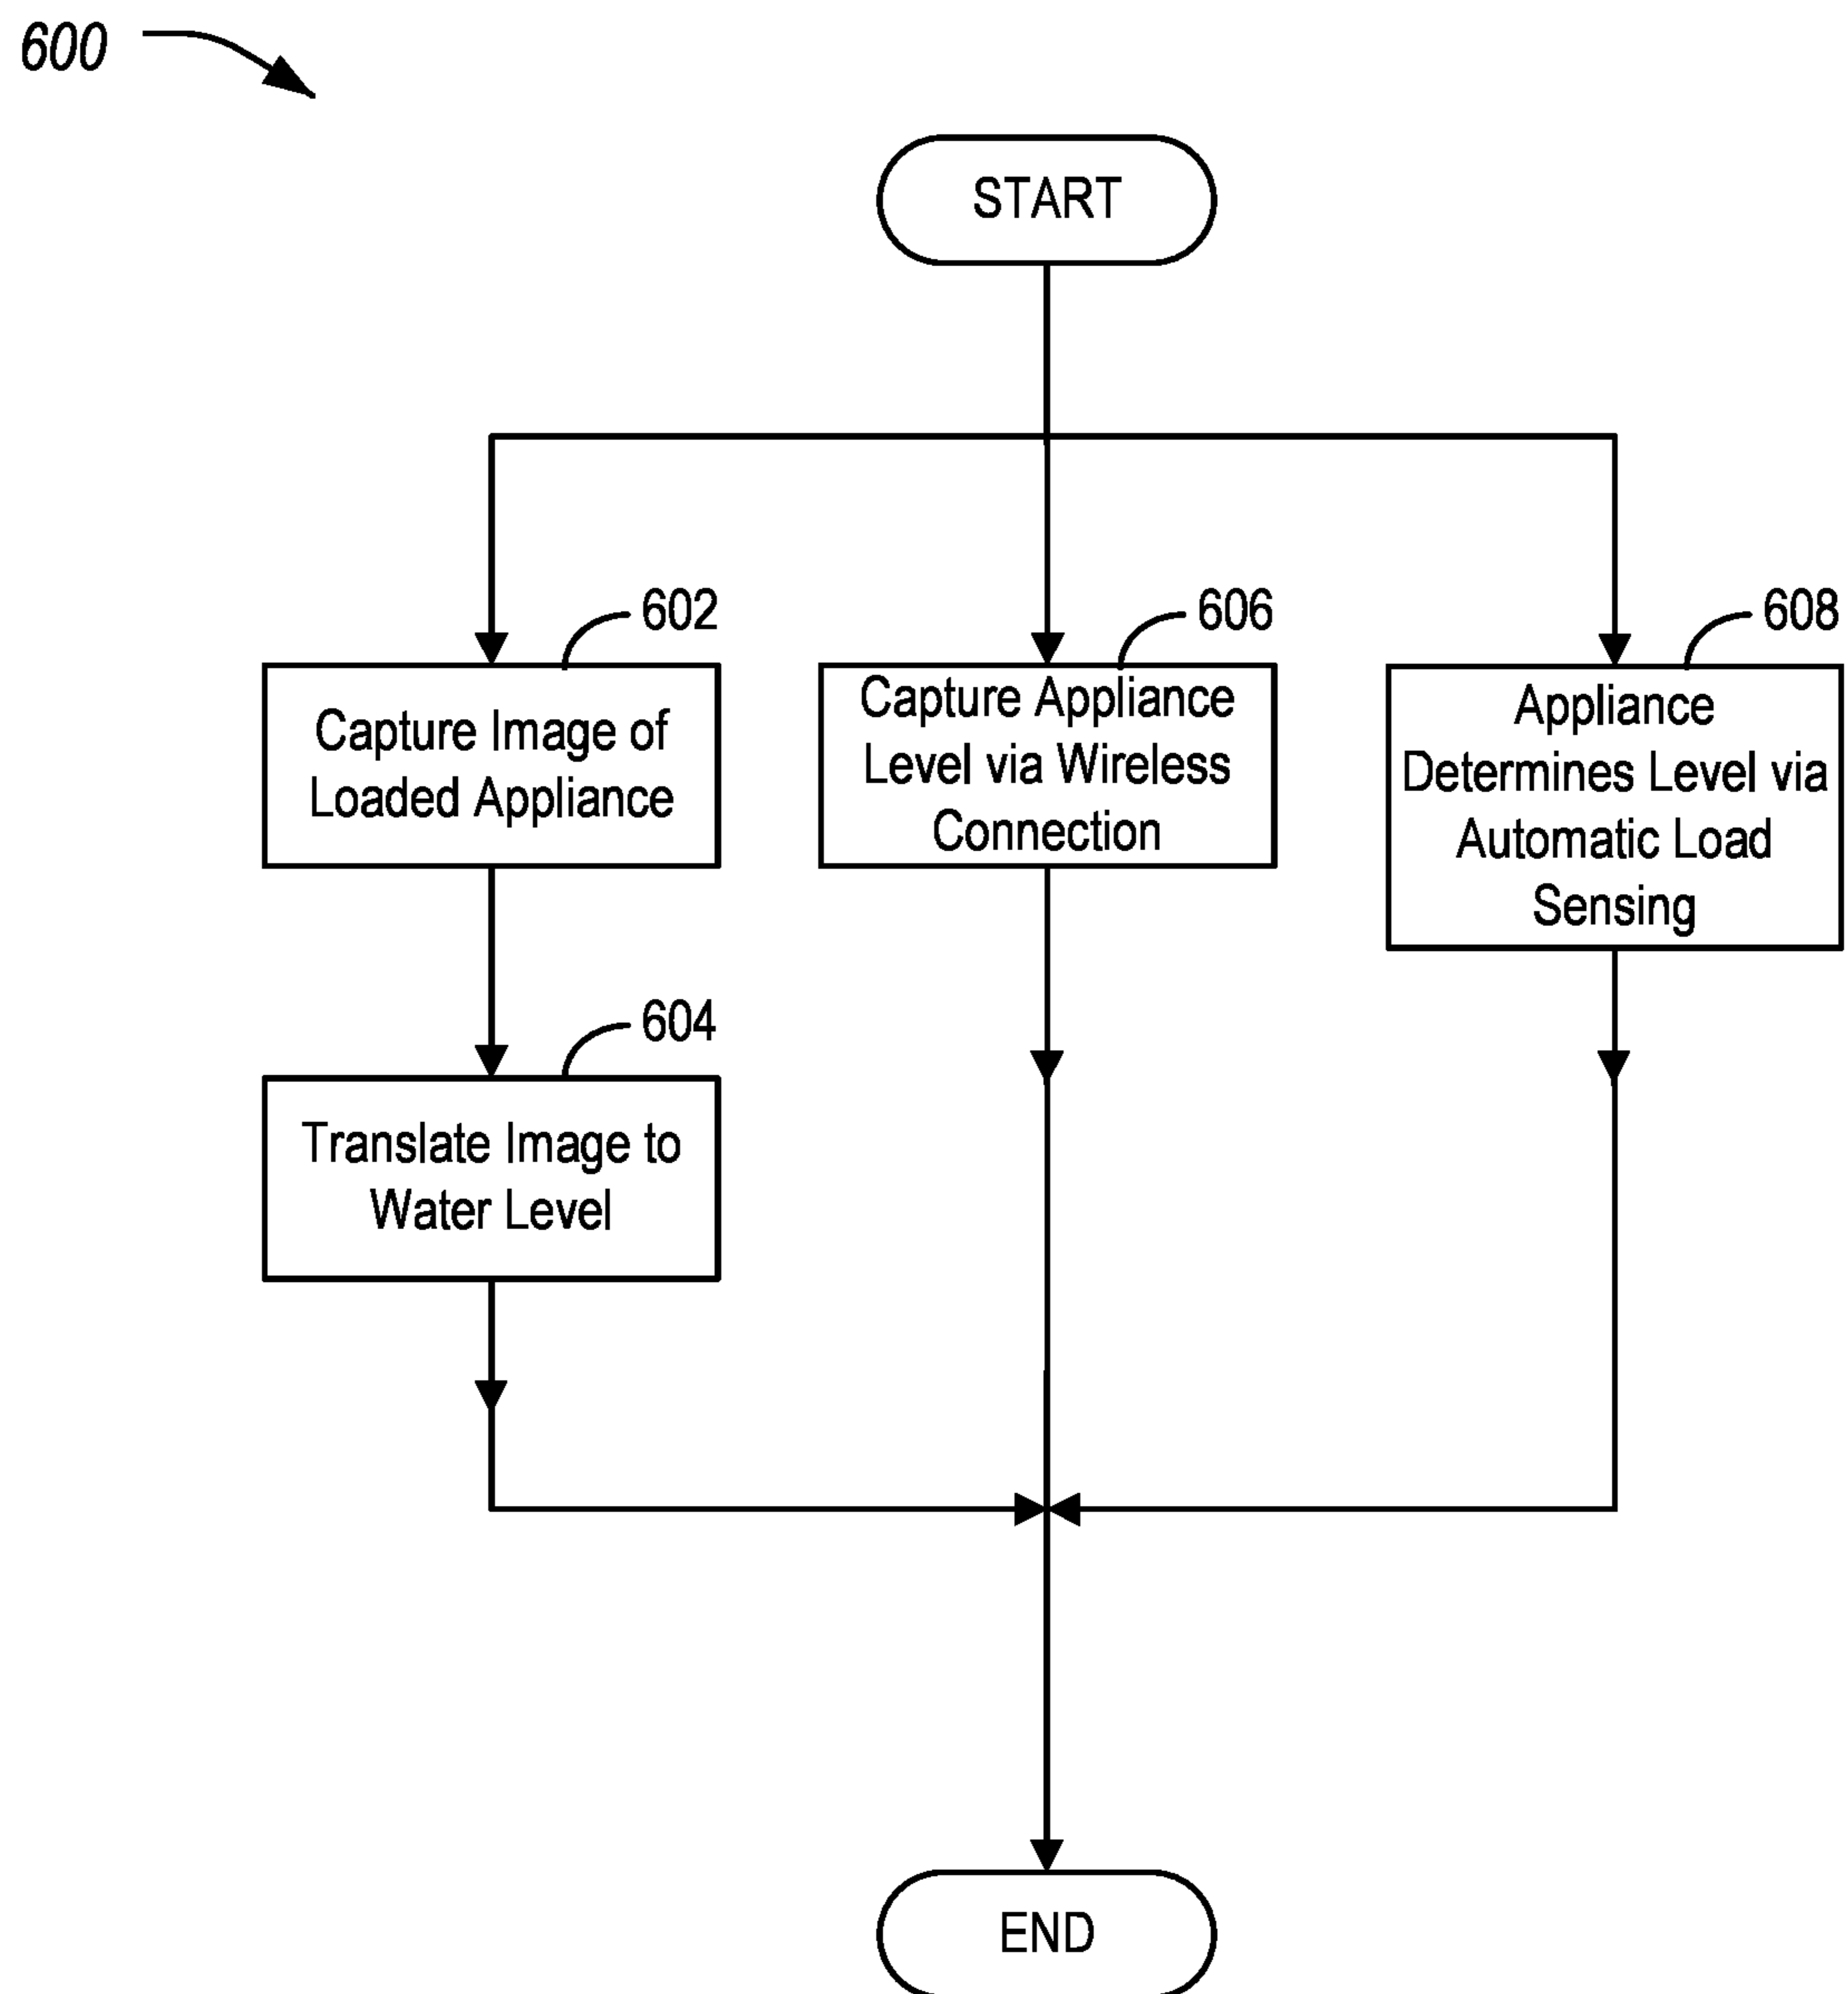 600
START
602
Capture Image of
Loaded Appliance
606
Capture Appliance
Level via Wireless
Connection
608
Appliance
Determines Level via
Automatic Load
Sensing
604
Translate Image to
Water Level
END